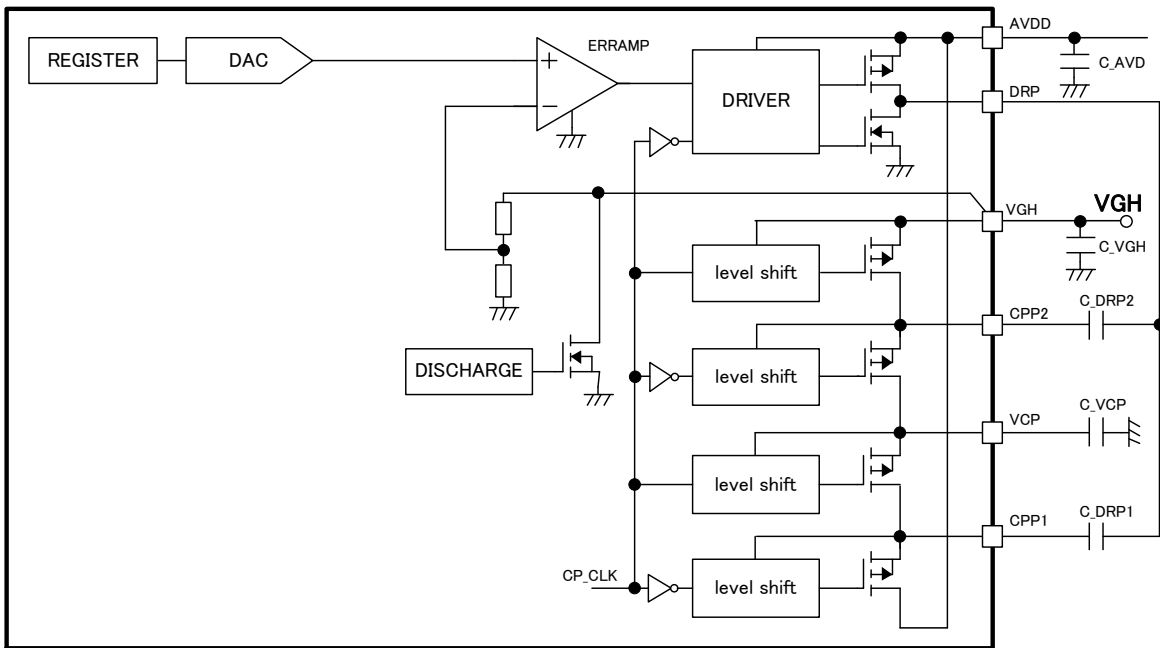 AVDD
REGISTER
DAC
ERRAMP
+
−
DRIVER
C_AVD
DRP
VGH
VGH
C_VGH
level shift
CPP2
C_DRP2
DISCHARGE
level shift
VCP
C_VCP
level shift
CPP1
C_DRP1
CP_CLK
level shift